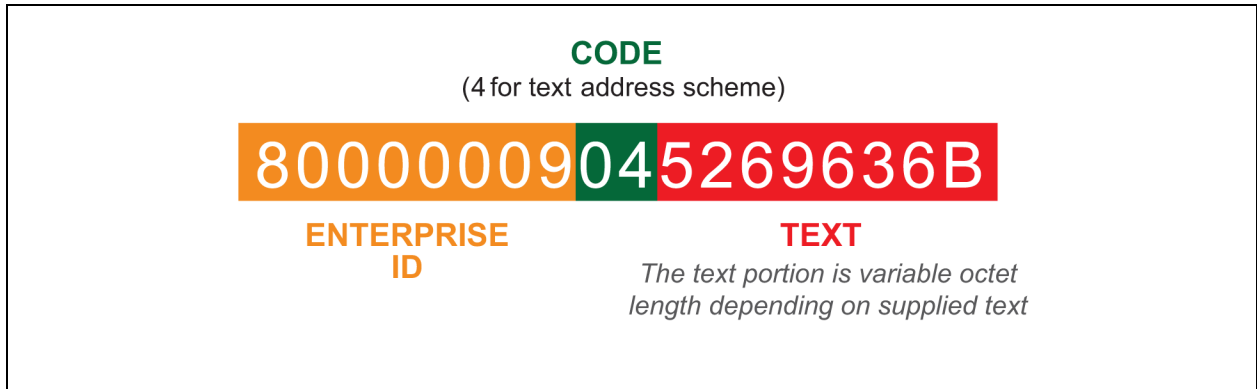 CODE
(4 for text address scheme)
80000009045269636B
ENTERPRISE
ID
TEXT
The text portion is variable octet
length depending on supplied text